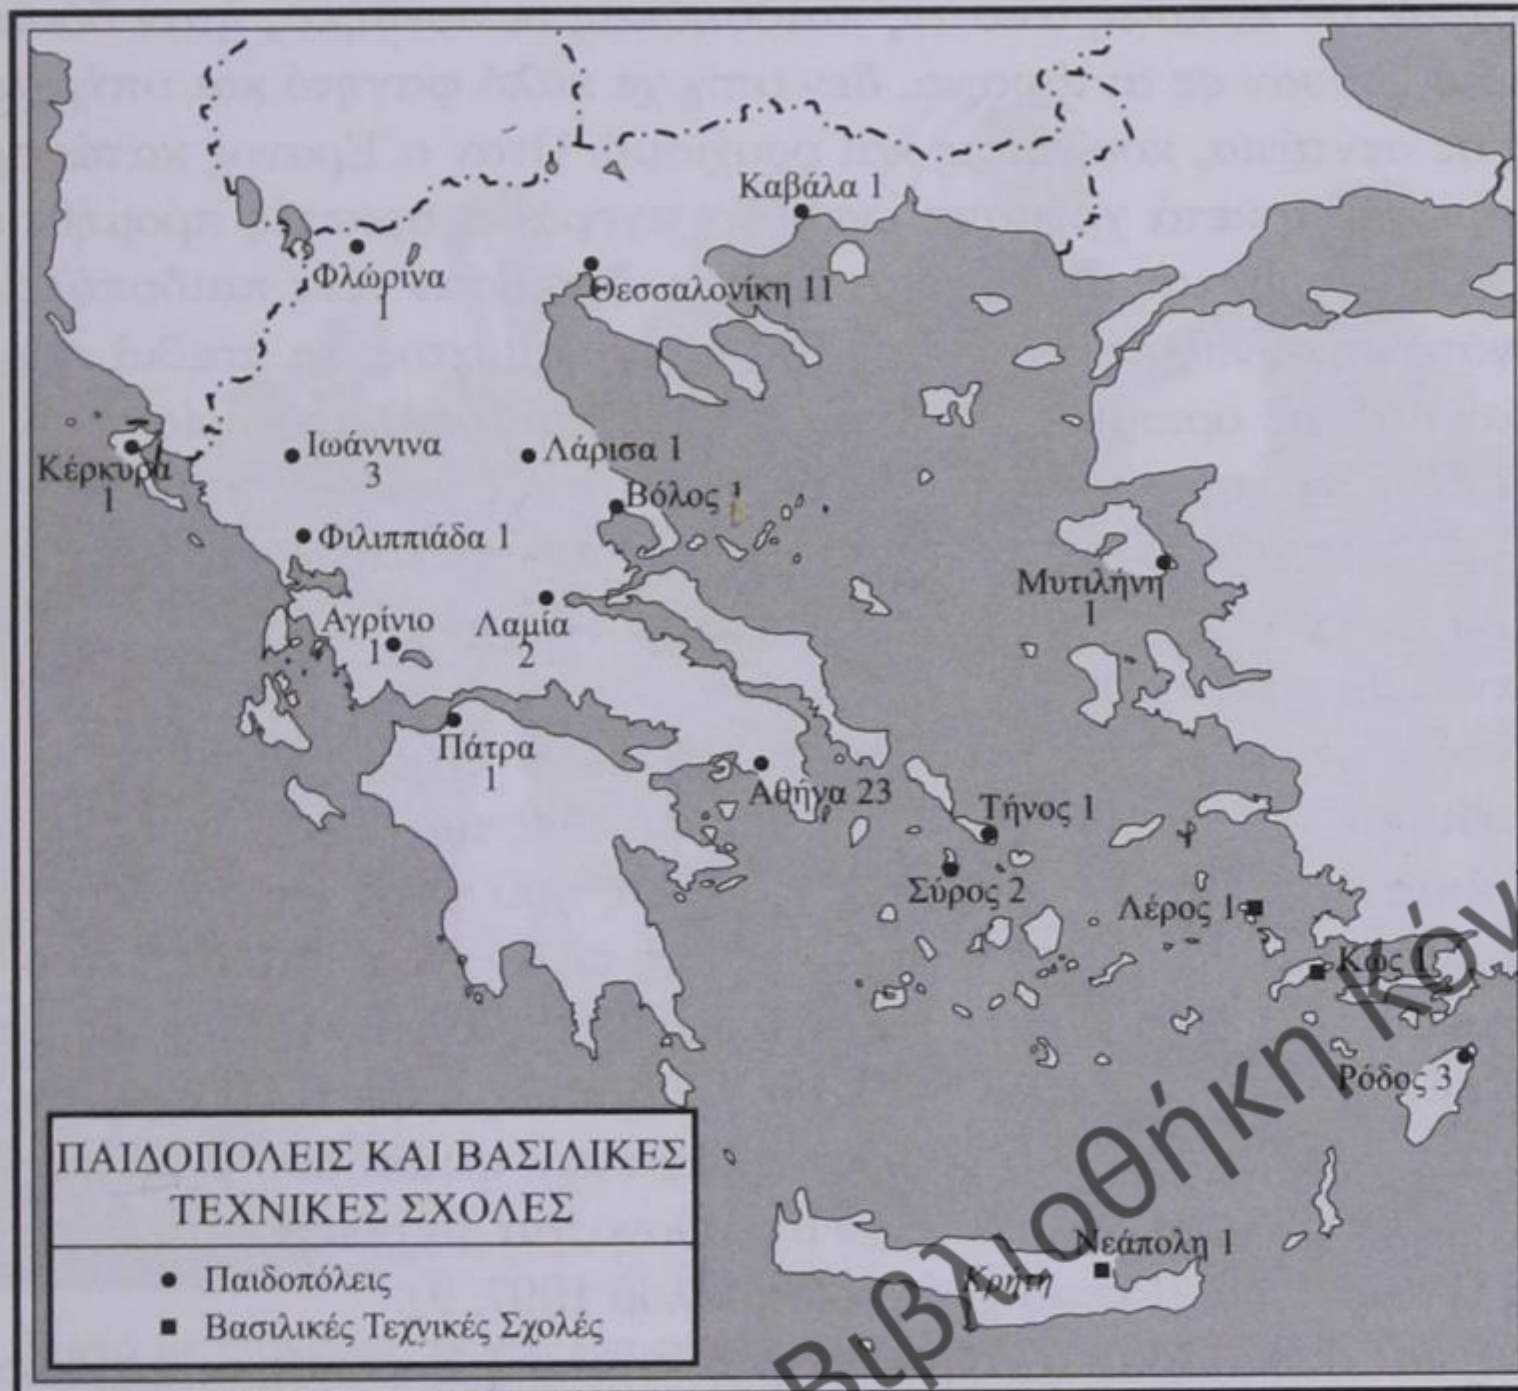 Καβάλα 1
Φλώρινα
1
Θεσσαλονίκη 11
Κέρκυρα
1
Ιωάννινα
3
Λάρισα 1
Βόλος 1
Φιλιππιάδα 1
Μυτιλήνη
1
Αγρίνιο
1
Λαμία
2
Πάτρα
1
Αθήνα 23
Τήνος 1
Σύρος 2
Λέρος 1
Κως 1
Ρόδος 3
Νεάπολη 1
Κρήτη
ΠΑΙΔΟΠΟΛΕΙΣ ΚΑΙ ΒΑΣΙΛΙΚΕΣ
ΤΕΧΝΙΚΕΣ ΣΧΟΛΕΣ
Παιδοπόλεις
Βασιλικές Τεχνικές Σχολές
Βιβλιοθήκη